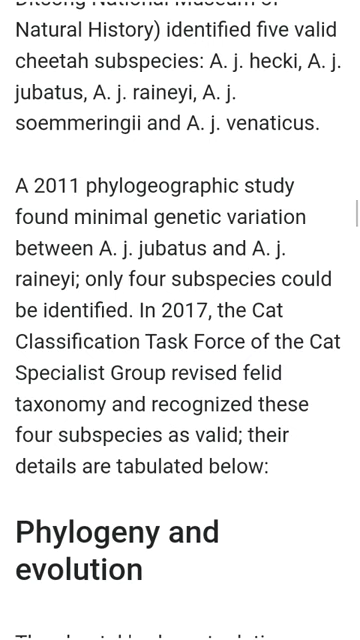 Natural History) identified five valid
cheetah subspecies: A. j. hecki, A. j.
jubatus, A. j. raineyi, A. j.
soemmeringii and A. j. venaticus.
A 2011 phylogeographic study
found minimal genetic variation
between A. j. jubatus and A. j.
raineyi; only four subspecies could
be identified. In 2017, the Cat
Classification Task Force of the Cat
Specialist Group revised felid
taxonomy and recognized these
four subspecies as valid; their
details are tabulated below:
Phylogeny and
evolution